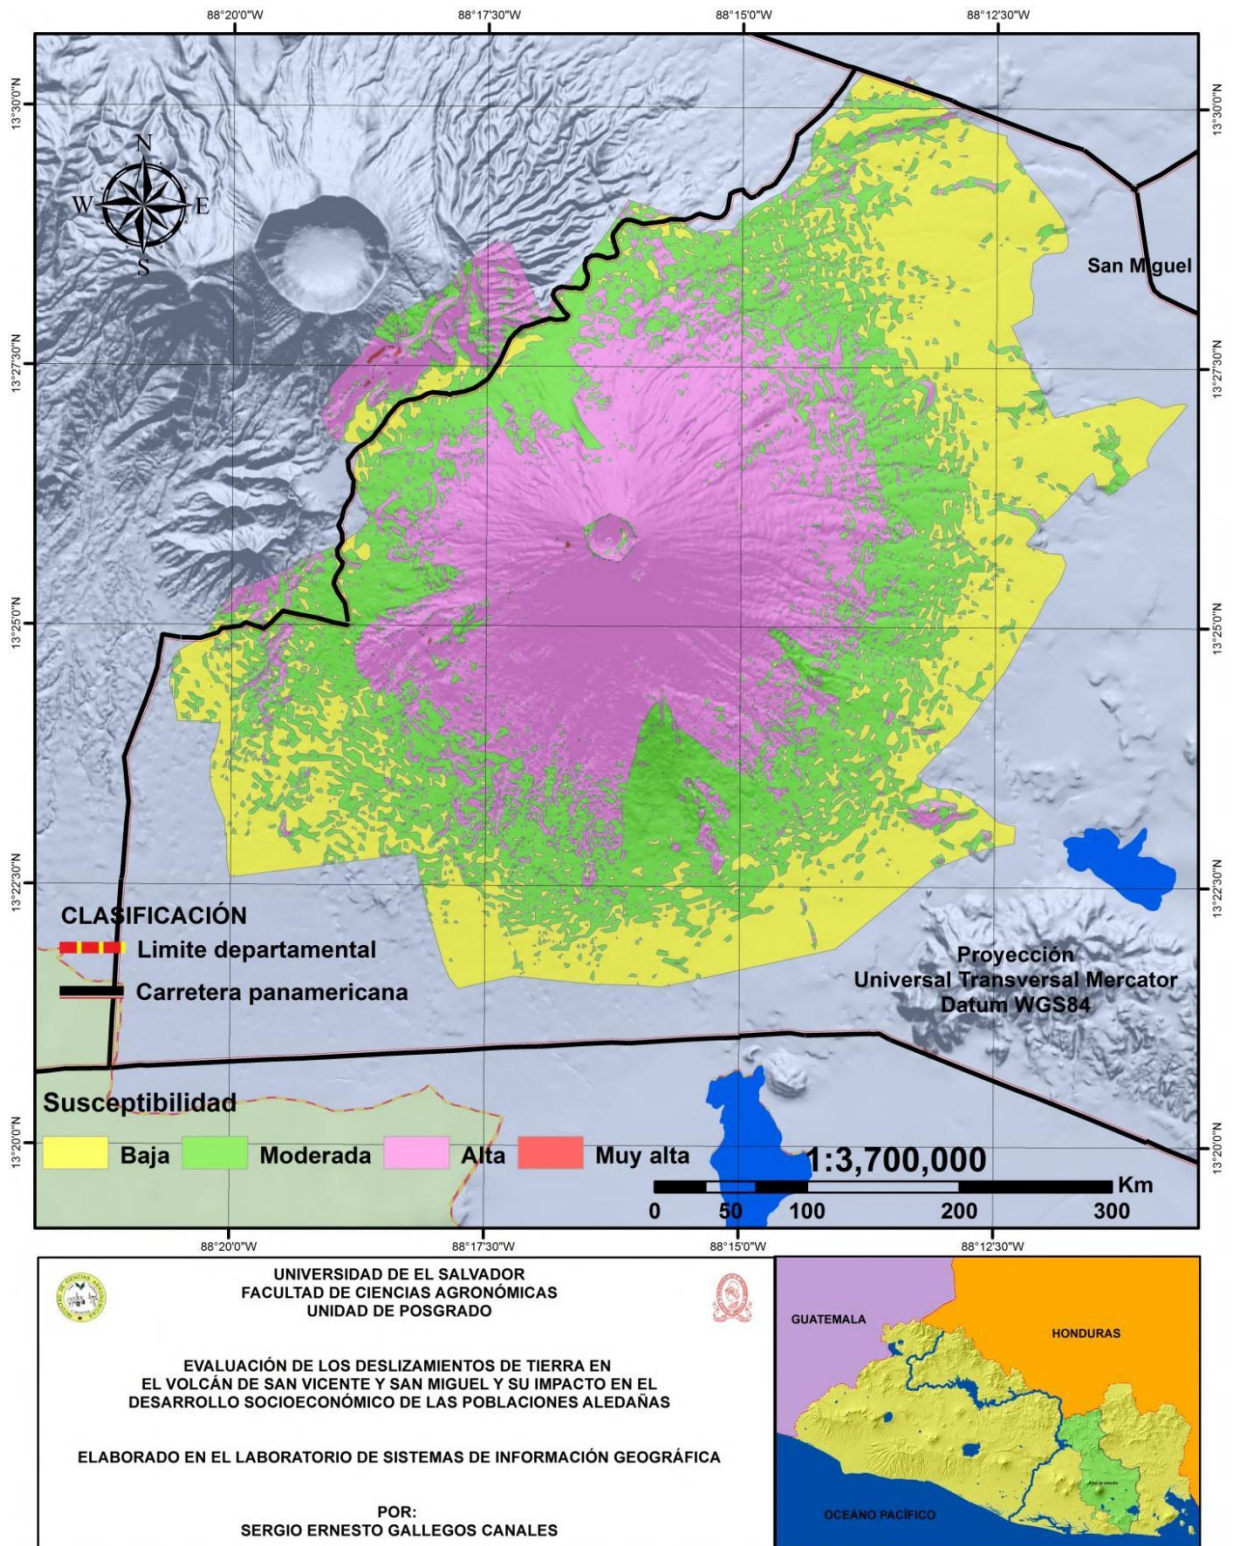 88°20'0"W 88°17'30"W 88°15'0"W 88°12'30"W
13°30'0"N 13°30'0"N
N
W E
S
San Miguel
13°27'30"N 13°27'30"N
13°25'0"N 13°25'0"N
13°22'30"N 13°22'30"N
CLASIFICACIÓN
Limite departamental
Carretera panamericana
Proyección
Universal Transversal Mercator
Datum WGS84
Susceptibilidad
Baja Moderada Alta Muy alta
13°20'0"N 13°20'0"N
1:3,700,000
Km
0 50 100 200 300
88°20'0"W 88°17'30"W 88°15'0"W 88°12'30"W
UNIVERSIDAD DE EL SALVADOR
FACULTAD DE CIENCIAS AGRONÓMICAS
UNIDAD DE POSGRADO
EVALUACIÓN DE LOS DESLIZAMIENTOS DE TIERRA EN
EL VOLCÁN DE SAN VICENTE Y SAN MIGUEL Y SU IMPACTO EN EL
DESARROLLO SOCIOECONÓMICO DE LAS POBLACIONES ALEDAÑAS
ELABORADO EN EL LABORATORIO DE SISTEMAS DE INFORMACIÓN GEOGRÁFICA
POR:
SERGIO ERNESTO GALLEGOS CANALES
GUATEMALA
HONDURAS
OCEÁNO PACÍFICO